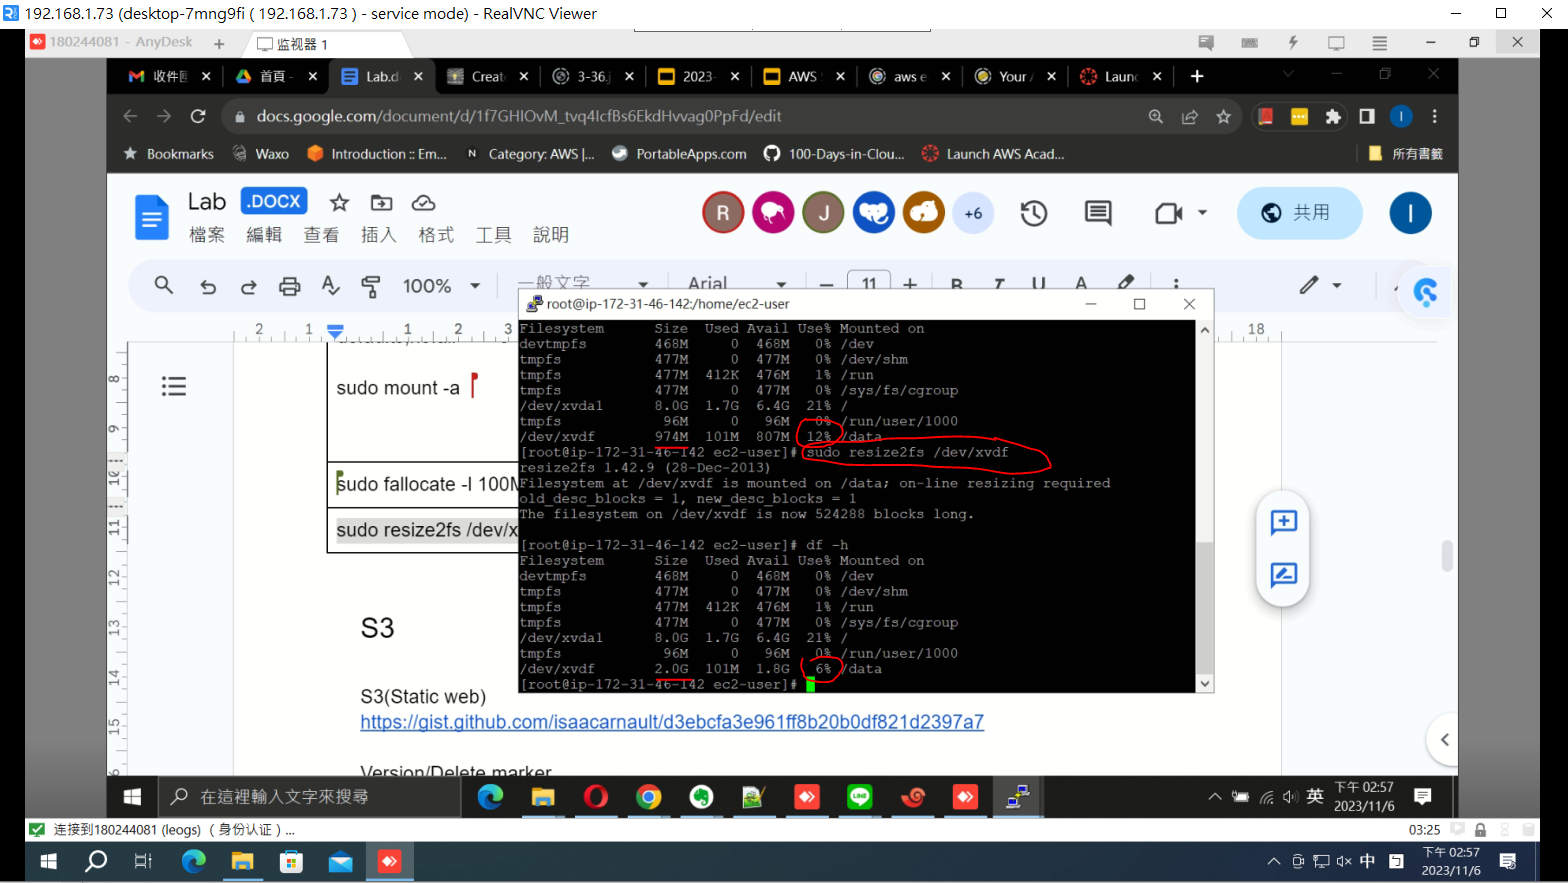 192.168.1.73 (desktop-7mng9fi ( 192.168.1.73 ) - service mode) - RealVNC Viewer
180244081 - AnyDesk
监视器 1
收件匣
首頁 -
Lab.d
Creat
3-36.j
2023-
AWS
aws e
Your
Launc
docs.google.com/document/d/1f7GHIOvM_tvq4IcfBs6EkdHvvag0PpFd/edit
Bookmarks
Waxo
Introduction :: Em...
Category: AWS |...
PortableApps.com
100-Days-in-Clou...
Launch AWS Acad...
所有書籤
Lab
.DOCX
R
J
+6
共用
I
檔案 編輯 查看 插入 格式 工具 說明
100%
一般文字
Arial
11
2 1 1 2 3 18
8
9
10
11
12
13
14
15
sudo mount -a
sudo fallocate -l 100M
sudo resize2fs /dev/x
S3
S3(Static web)
https://gist.github.com/isaacarnault/d3ebcfa3e961ff8b20b0df821d2397a7
Version/Delete marker
root@ip-172-31-46-142:/home/ec2-user
Filesystem Size Used Avail Use% Mounted on
devtmpfs 468M 0 468M 0% /dev
tmpfs 477M 0 477M 0% /dev/shm
tmpfs 477M 412K 476M 1% /run
tmpfs 477M 0 477M 0% /sys/fs/cgroup
/dev/xvda1 8.0G 1.7G 6.4G 21% /
tmpfs 96M 0 96M 0% /run/user/1000
/dev/xvdf 974M 101M 807M 12% /data
[root@ip-172-31-46-142 ec2-user]# sudo resize2fs /dev/xvdf
resize2fs 1.42.9 (28-Dec-2013)
Filesystem at /dev/xvdf is mounted on /data; on-line resizing required
old_desc_blocks = 1, new_desc_blocks = 1
The filesystem on /dev/xvdf is now 524288 blocks long.
[root@ip-172-31-46-142 ec2-user]# df -h
Filesystem Size Used Avail Use% Mounted on
devtmpfs 468M 0 468M 0% /dev
tmpfs 477M 0 477M 0% /dev/shm
tmpfs 477M 412K 476M 1% /run
tmpfs 477M 0 477M 0% /sys/fs/cgroup
/dev/xvda1 8.0G 1.7G 6.4G 21% /
tmpfs 96M 0 96M 0% /run/user/1000
/dev/xvdf 2.0G 101M 1.8G 6% /data
[root@ip-172-31-46-142 ec2-user]#
在這裡輸入文字來搜尋
英
下午 02:57
2023/11/6
连接到180244081 (leogs) ( 身份认证 ) ...
03:25
中
下午 02:57
2023/11/6